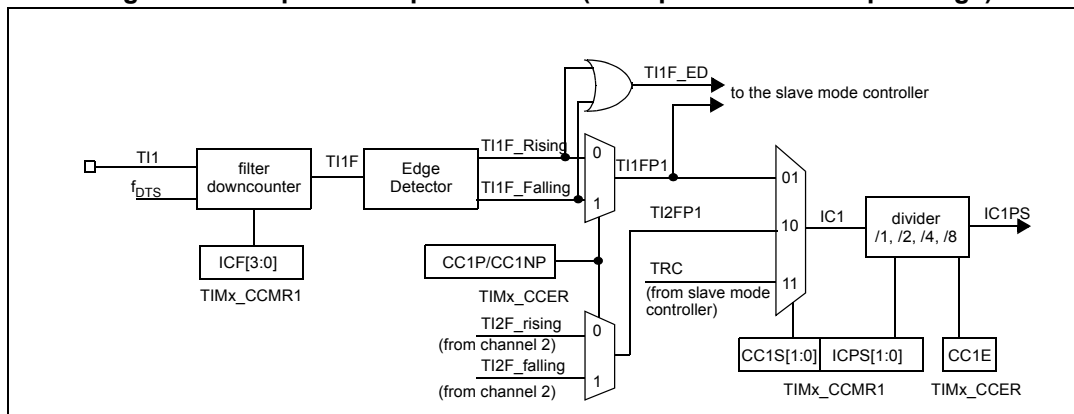 TI1F_ED
to the slave mode controller
TI1
TI1F
TI1F_Rising
0
TI1FP1
filter
downcounter
Edge
Detector
01
f_DTS
TI1F_Falling
1
TI2FP1
10
IC1
divider
/1, /2, /4, /8
IC1PS
ICF[3:0]
CC1P/CC1NP
TRC
11
TIMx_CCMR1
TIMx_CCER
(from slave mode
controller)
TI2F_rising
0
(from channel 2)
TI2F_falling
1
(from channel 2)
CC1S[1:0]
ICPS[1:0]
CC1E
TIMx_CCMR1
TIMx_CCER